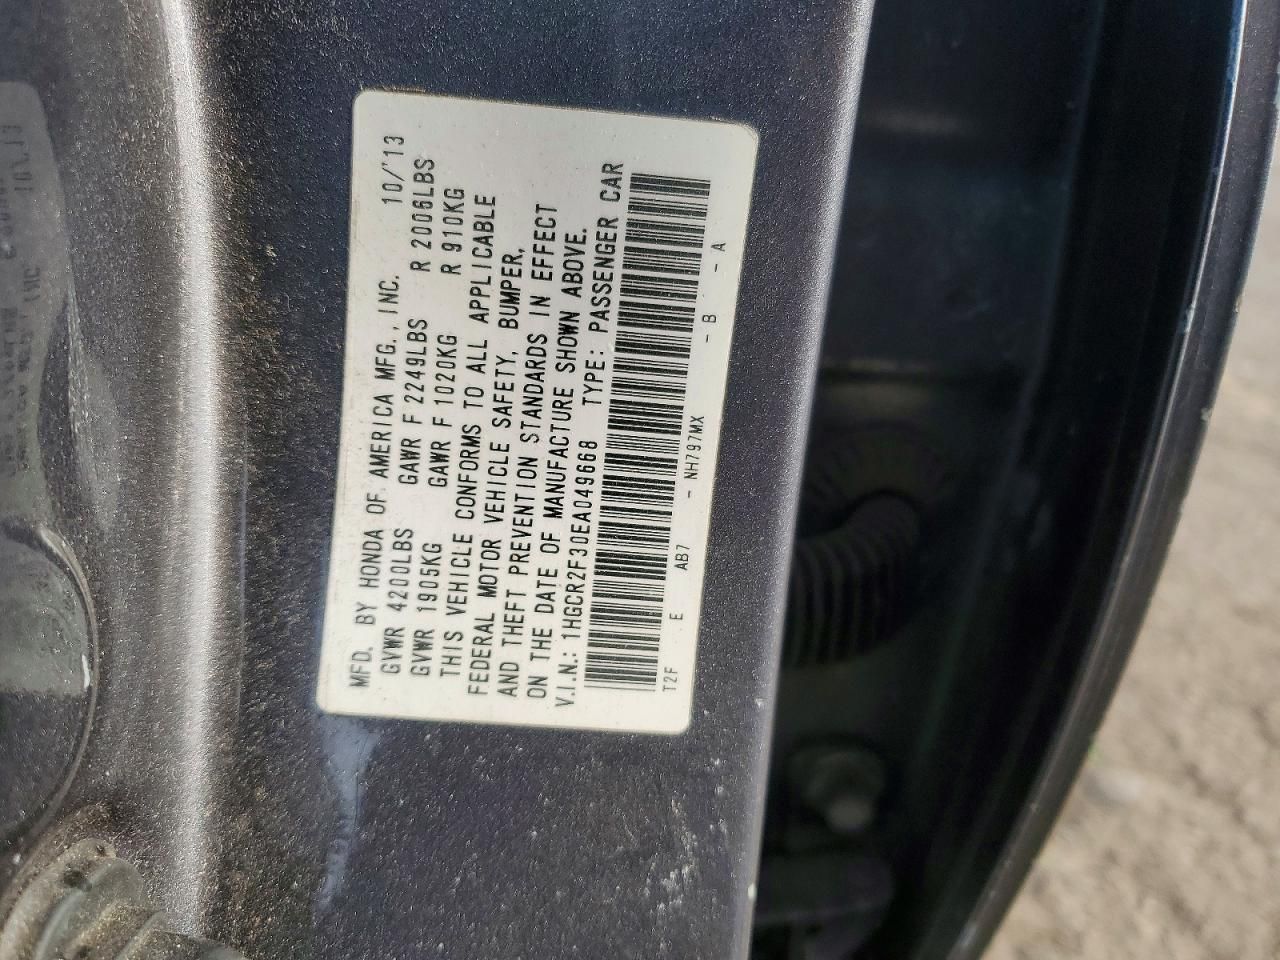 MFD. BY HONDA OF AMERICA MFG., INC. 10/'13
GVWR 4200LBS GAWR F 2249LBS R 2006LBS
GVWR 1905KG GAWR F 1020KG R 910KG
THIS VEHICLE CONFORMS TO ALL APPLICABLE
FEDERAL MOTOR VEHICLE SAFETY, BUMPER,
AND THEFT PREVENTION STANDARDS IN EFFECT
ON THE DATE OF MANUFACTURE SHOWN ABOVE.
V.I.N.: 1HGCR2F30EA049668 TYPE: PASSENGER CAR
T2F E AB7 - NH797MX - B - A